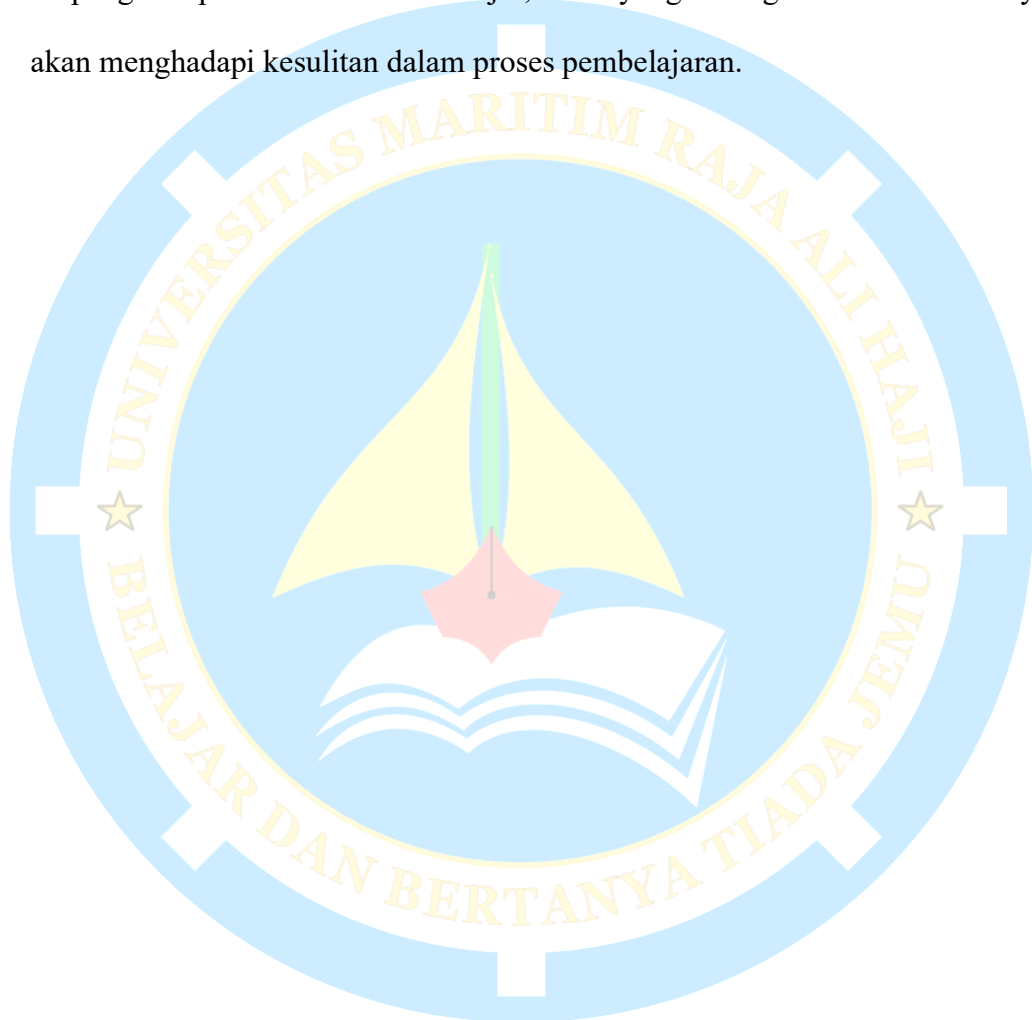 akan menghadapi kesulitan dalam proses pembelajaran.
UNIVERSITAS MARITIM RAJA ALI HAJI
BELAJAR DAN BERTANYA TIADA JEMU